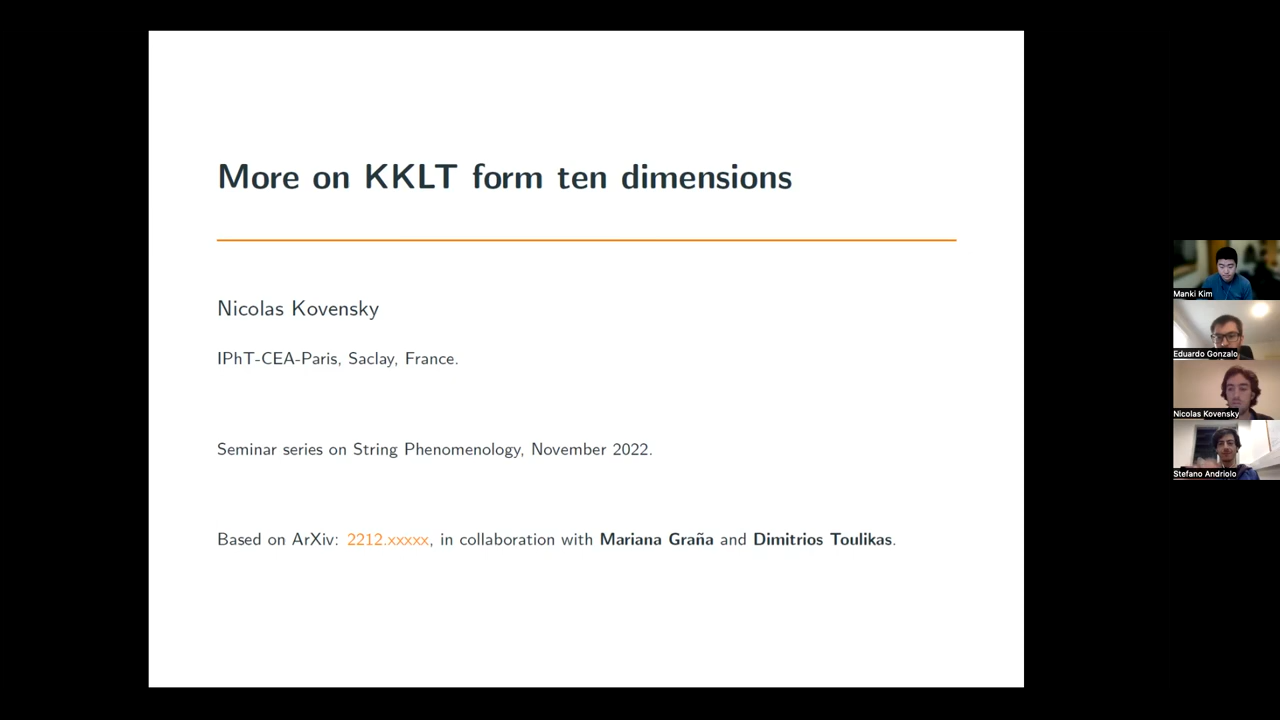 More on KKLT form ten dimensions
Nicolas Kovensky
IPhT-CEA-Paris, Saclay, France.
Seminar series on String Phenomenology, November 2022.
Based on ArXiv: 2212.xxxxx, in collaboration with Mariana Graña and Dimitrios Toulikas.
Manki Kim
Eduardo Gonzalo
Nicolas Kovensky
Stefano Andriolo